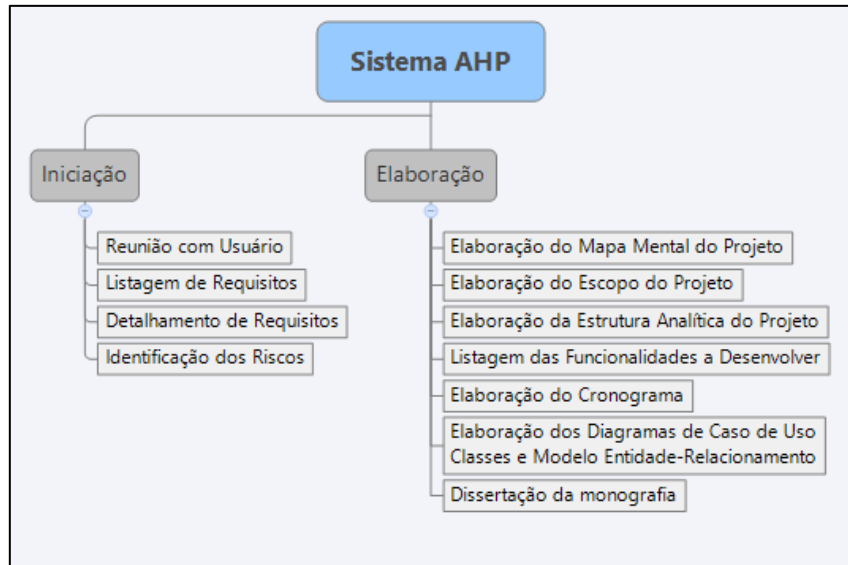 Sistema AHP
Iniciação
Reunião com Usuário
Listagem de Requisitos
Detalhamento de Requisitos
Identificação dos Riscos
Elaboração
Elaboração do Mapa Mental do Projeto
Elaboração do Escopo do Projeto
Elaboração da Estrutura Analítica do Projeto
Listagem das Funcionalidades a Desenvolver
Elaboração do Cronograma
Elaboração dos Diagramas de Caso de Uso
Classes e Modelo Entidade-Relacionamento
Dissertação da monografia